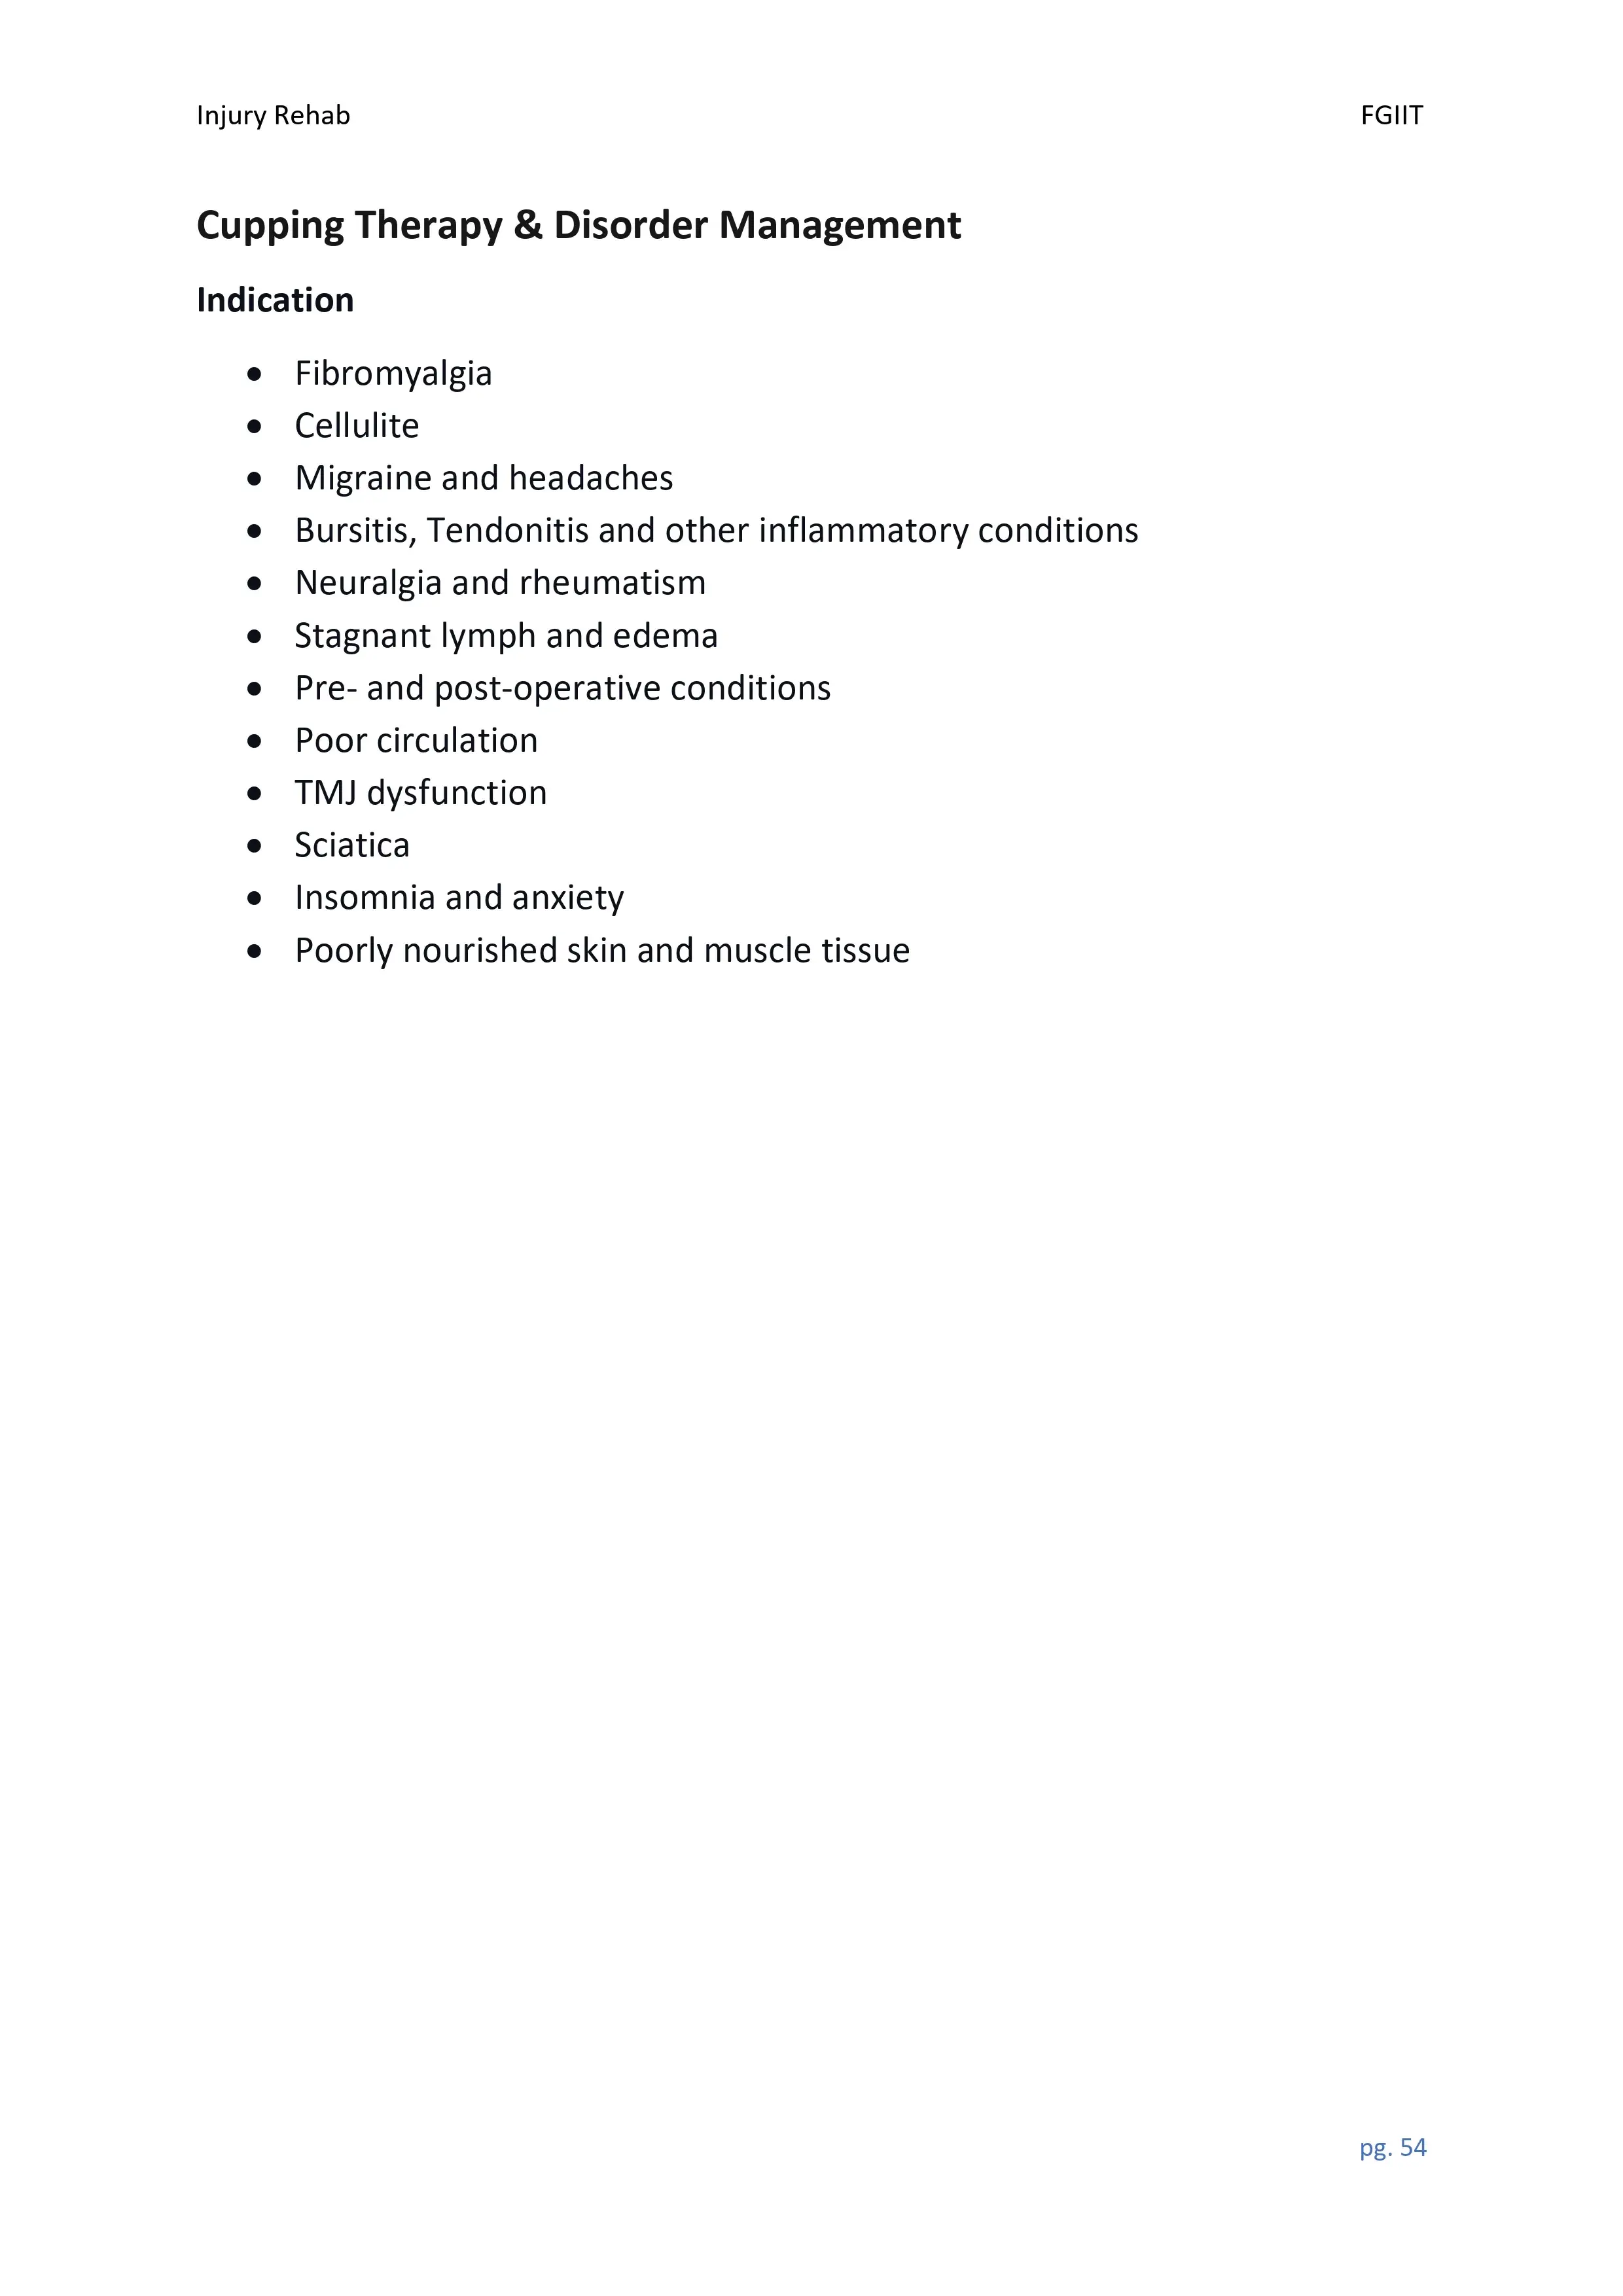 Injury Rehab FGIIT
Cupping Therapy & Disorder Management
Indication
• Fibromyalgia
• Cellulite
• Migraine and headaches
• Bursitis, Tendonitis and other inflammatory conditions
• Neuralgia and rheumatism
• Stagnant lymph and edema
• Pre- and post-operative conditions
• Poor circulation
• TMJ dysfunction
• Sciatica
• Insomnia and anxiety
• Poorly nourished skin and muscle tissue
pg. 54